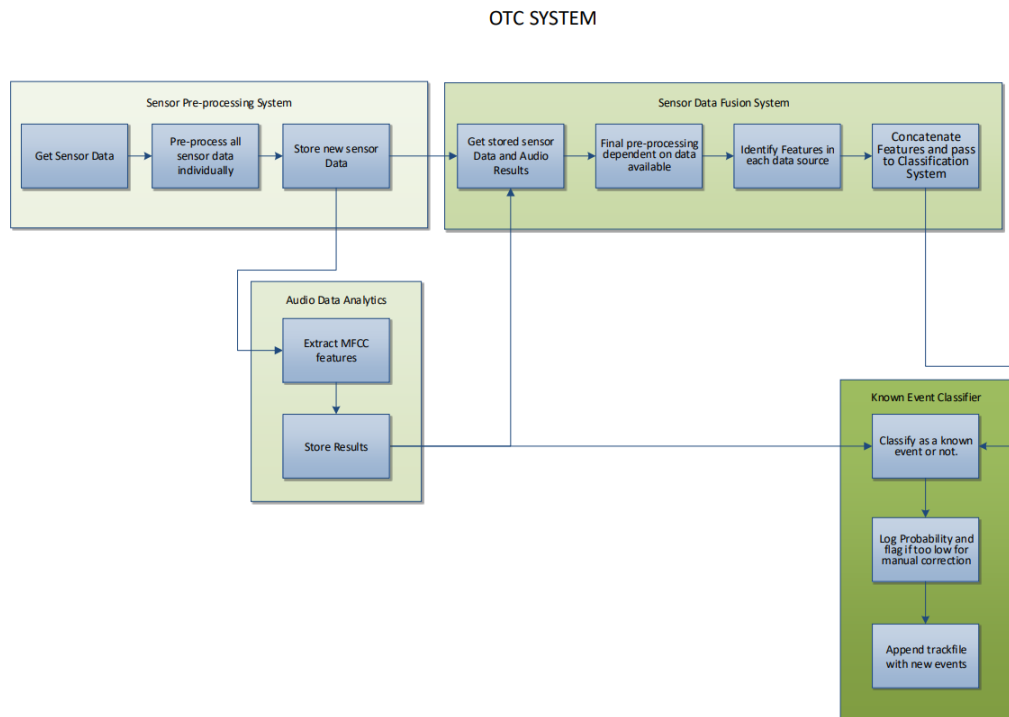 OTC SYSTEM
Sensor Pre-processing System
Get Sensor Data
Pre-process all
sensor data
individually
Store new sensor
Data
Sensor Data Fusion System
Get stored sensor
Data and Audio
Results
Final pre-processing
dependent on data
available
Identify Features in
each data source
Concatenate
Features and pass
to Classification
System
Audio Data Analytics
Extract MFCC
features
Store Results
Known Event Classifier
Classify as a known
event or not.
Log Probability and
flag if too low for
manual correction
Append trackfile
with new events